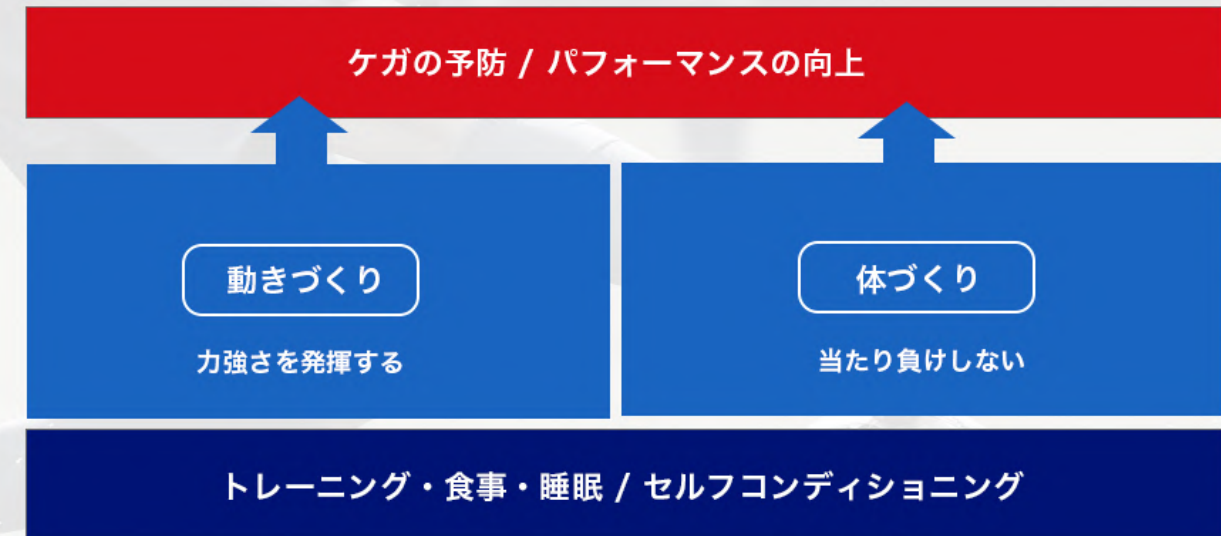 ケガの予防 / パフォーマンスの向上
動きづくり
力強さを発揮する
体づくり
当たり負けしない
トレーニング・食事・睡眠 / セルフコンディショニング